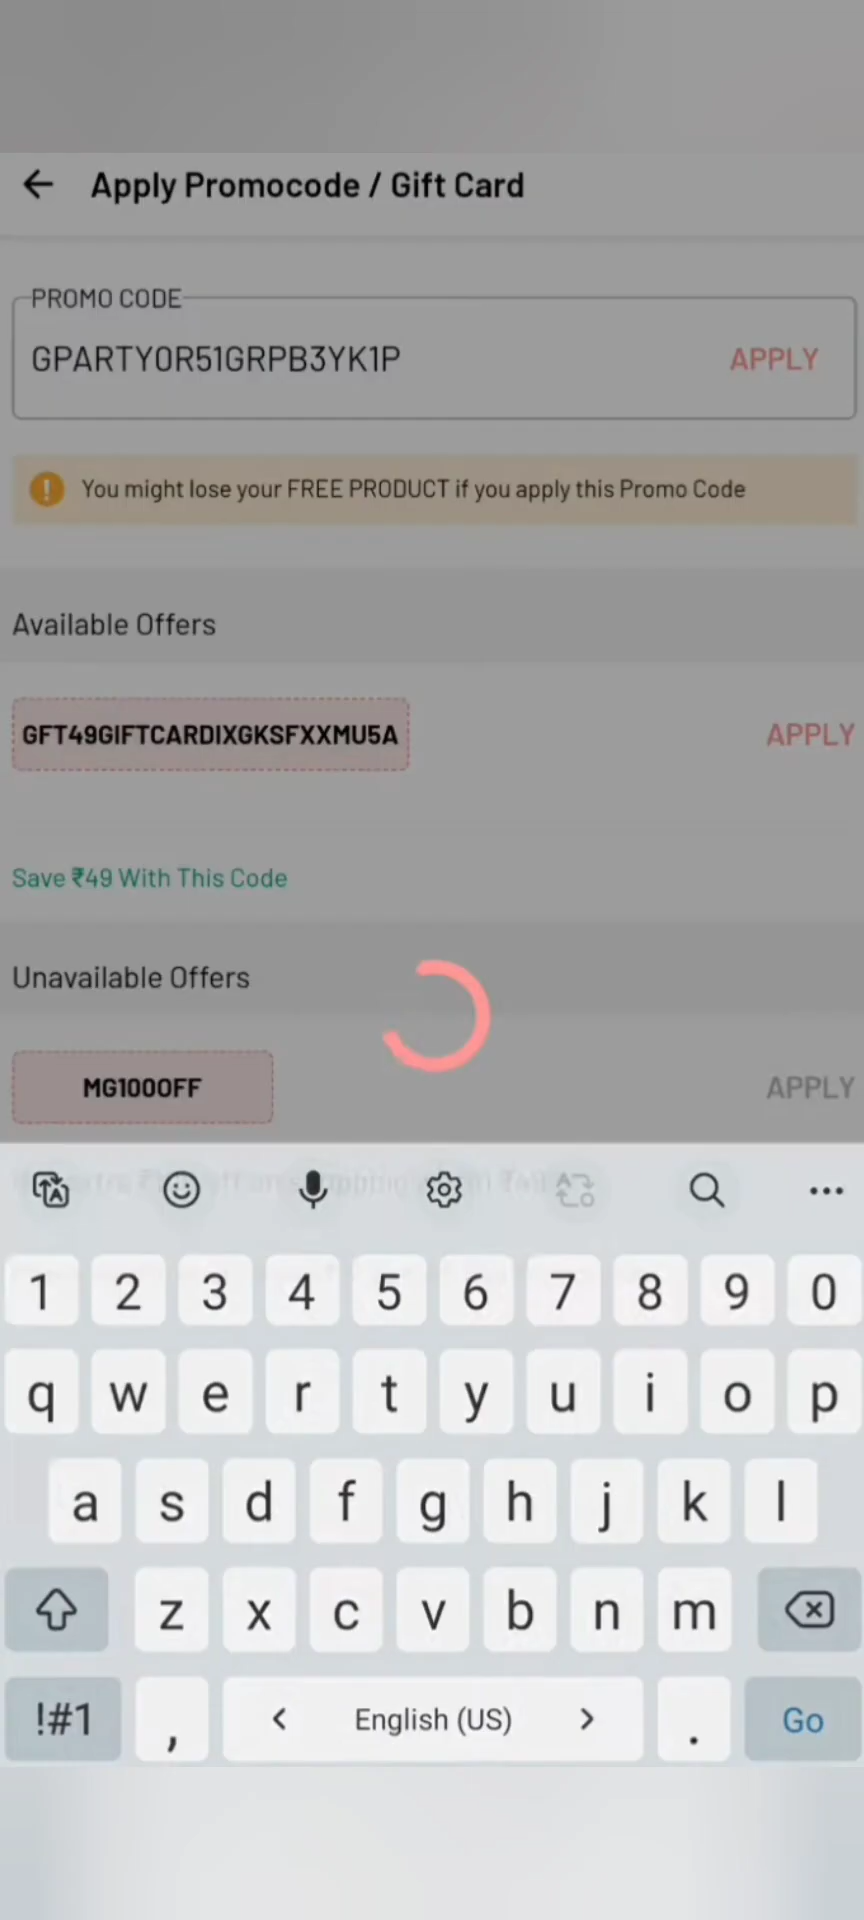 Apply Promocode / Gift Card
PROMO CODE
GPARTY0R51GRPB3YK1P
APPLY
You might lose your FREE PRODUCT if you apply this Promo Code
Available Offers
GFT49GIFTCARDIXGKSFXXMU5A
APPLY
Save ₹49 With This Code
Unavailable Offers
MG100OFF
APPLY
1 2 3 4 5 6 7 8 9 0
q w e r t y u i o p
a s d f g h j k l
z x c v b n m
!#1 , < English (US) > . Go